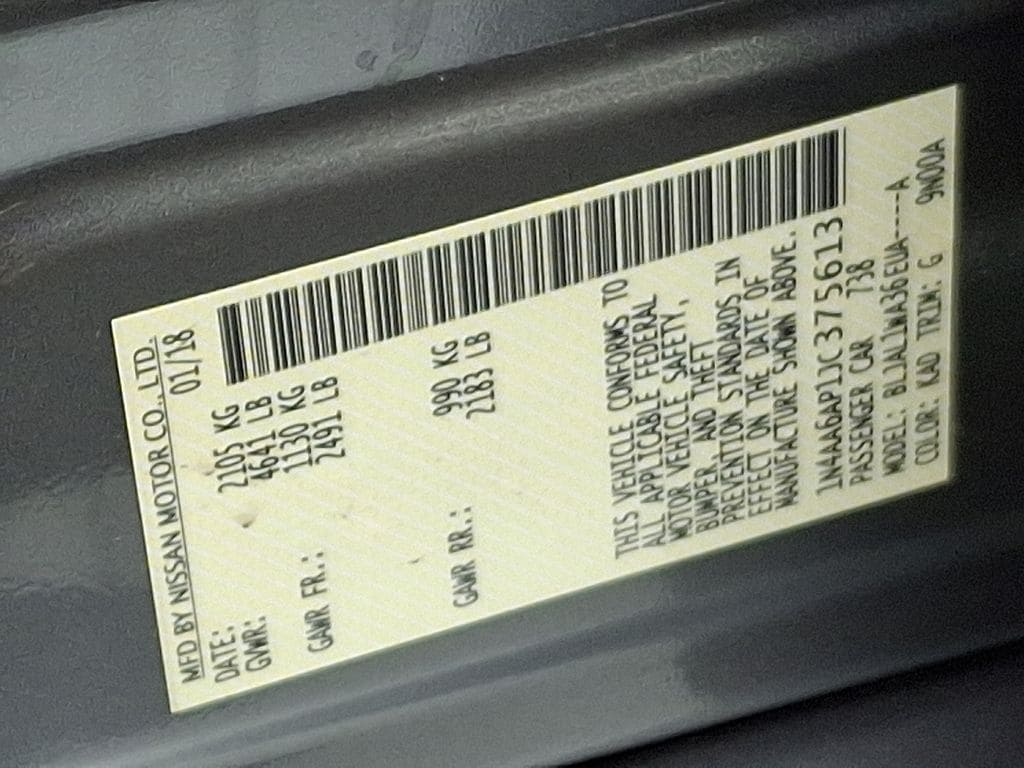 MFD BY NISSAN MOTOR CO., LTD.
DATE: 01/18
GVWR: 2105 KG
4641 LB
GAWR FR.: 1130 KG
2491 LB
GAWR RR.: 990 KG
2183 LB
THIS VEHICLE CONFORMS TO
ALL APPLICABLE FEDERAL
MOTOR VEHICLE SAFETY,
BUMPER, AND THEFT
PREVENTION STANDARDS IN
EFFECT ON THE DATE OF
MANUFACTURE SHOWN ABOVE.
1N4AA6AP1JC375613
PASSENGER CAR 738
MODEL: BLJALWA36EUA----A
COLOR: KAD TRIM: G 9N00A